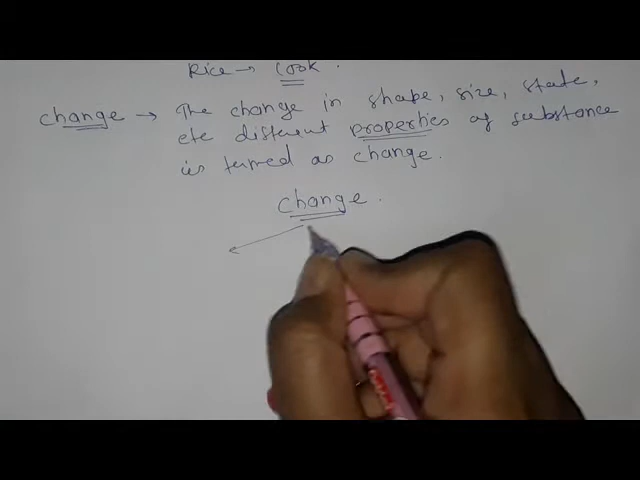 Rice → Cook.
change → The change in shape, size, state,
etc different properties of substance
is termed as change.
Change.